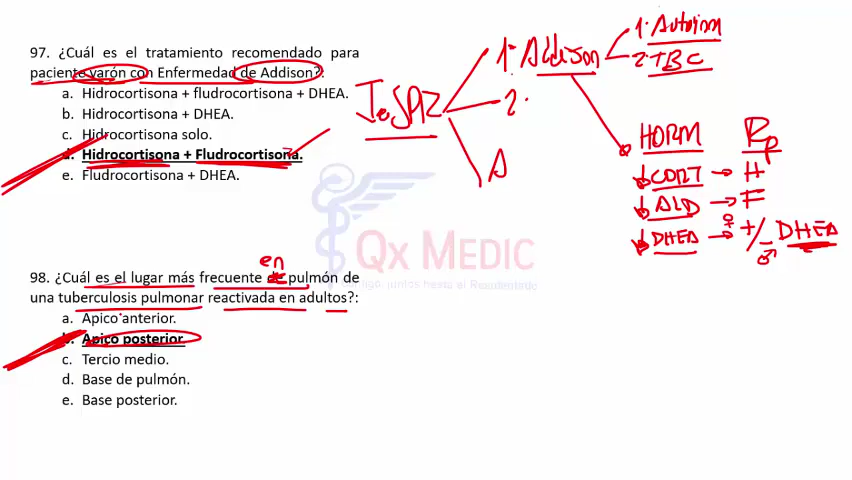 97. ¿Cuál es el tratamiento recomendado para
paciente varón con Enfermedad de Addison?:
a. Hidrocortisona + fludrocortisona + DHEA.
b. Hidrocortisona + DHEA.
c. Hidrocortisona solo.
d. Hidrocortisona + Fludrocortisona.
e. Fludrocortisona + DHEA.
1· Addison
1· Autoinm
2· TBC
2·
A
HORM Rp
↓ CORT → H
↓ ALD → F
↓ DHEA → ♀ +/- ♂ DHEA
Qx MEDIC
en
98. ¿Cuál es el lugar más frecuente de pulmón de
una tuberculosis pulmonar reactivada en adultos?:
a. Apico anterior.
b. Apico posterior
c. Tercio medio.
d. Base de pulmón.
e. Base posterior.